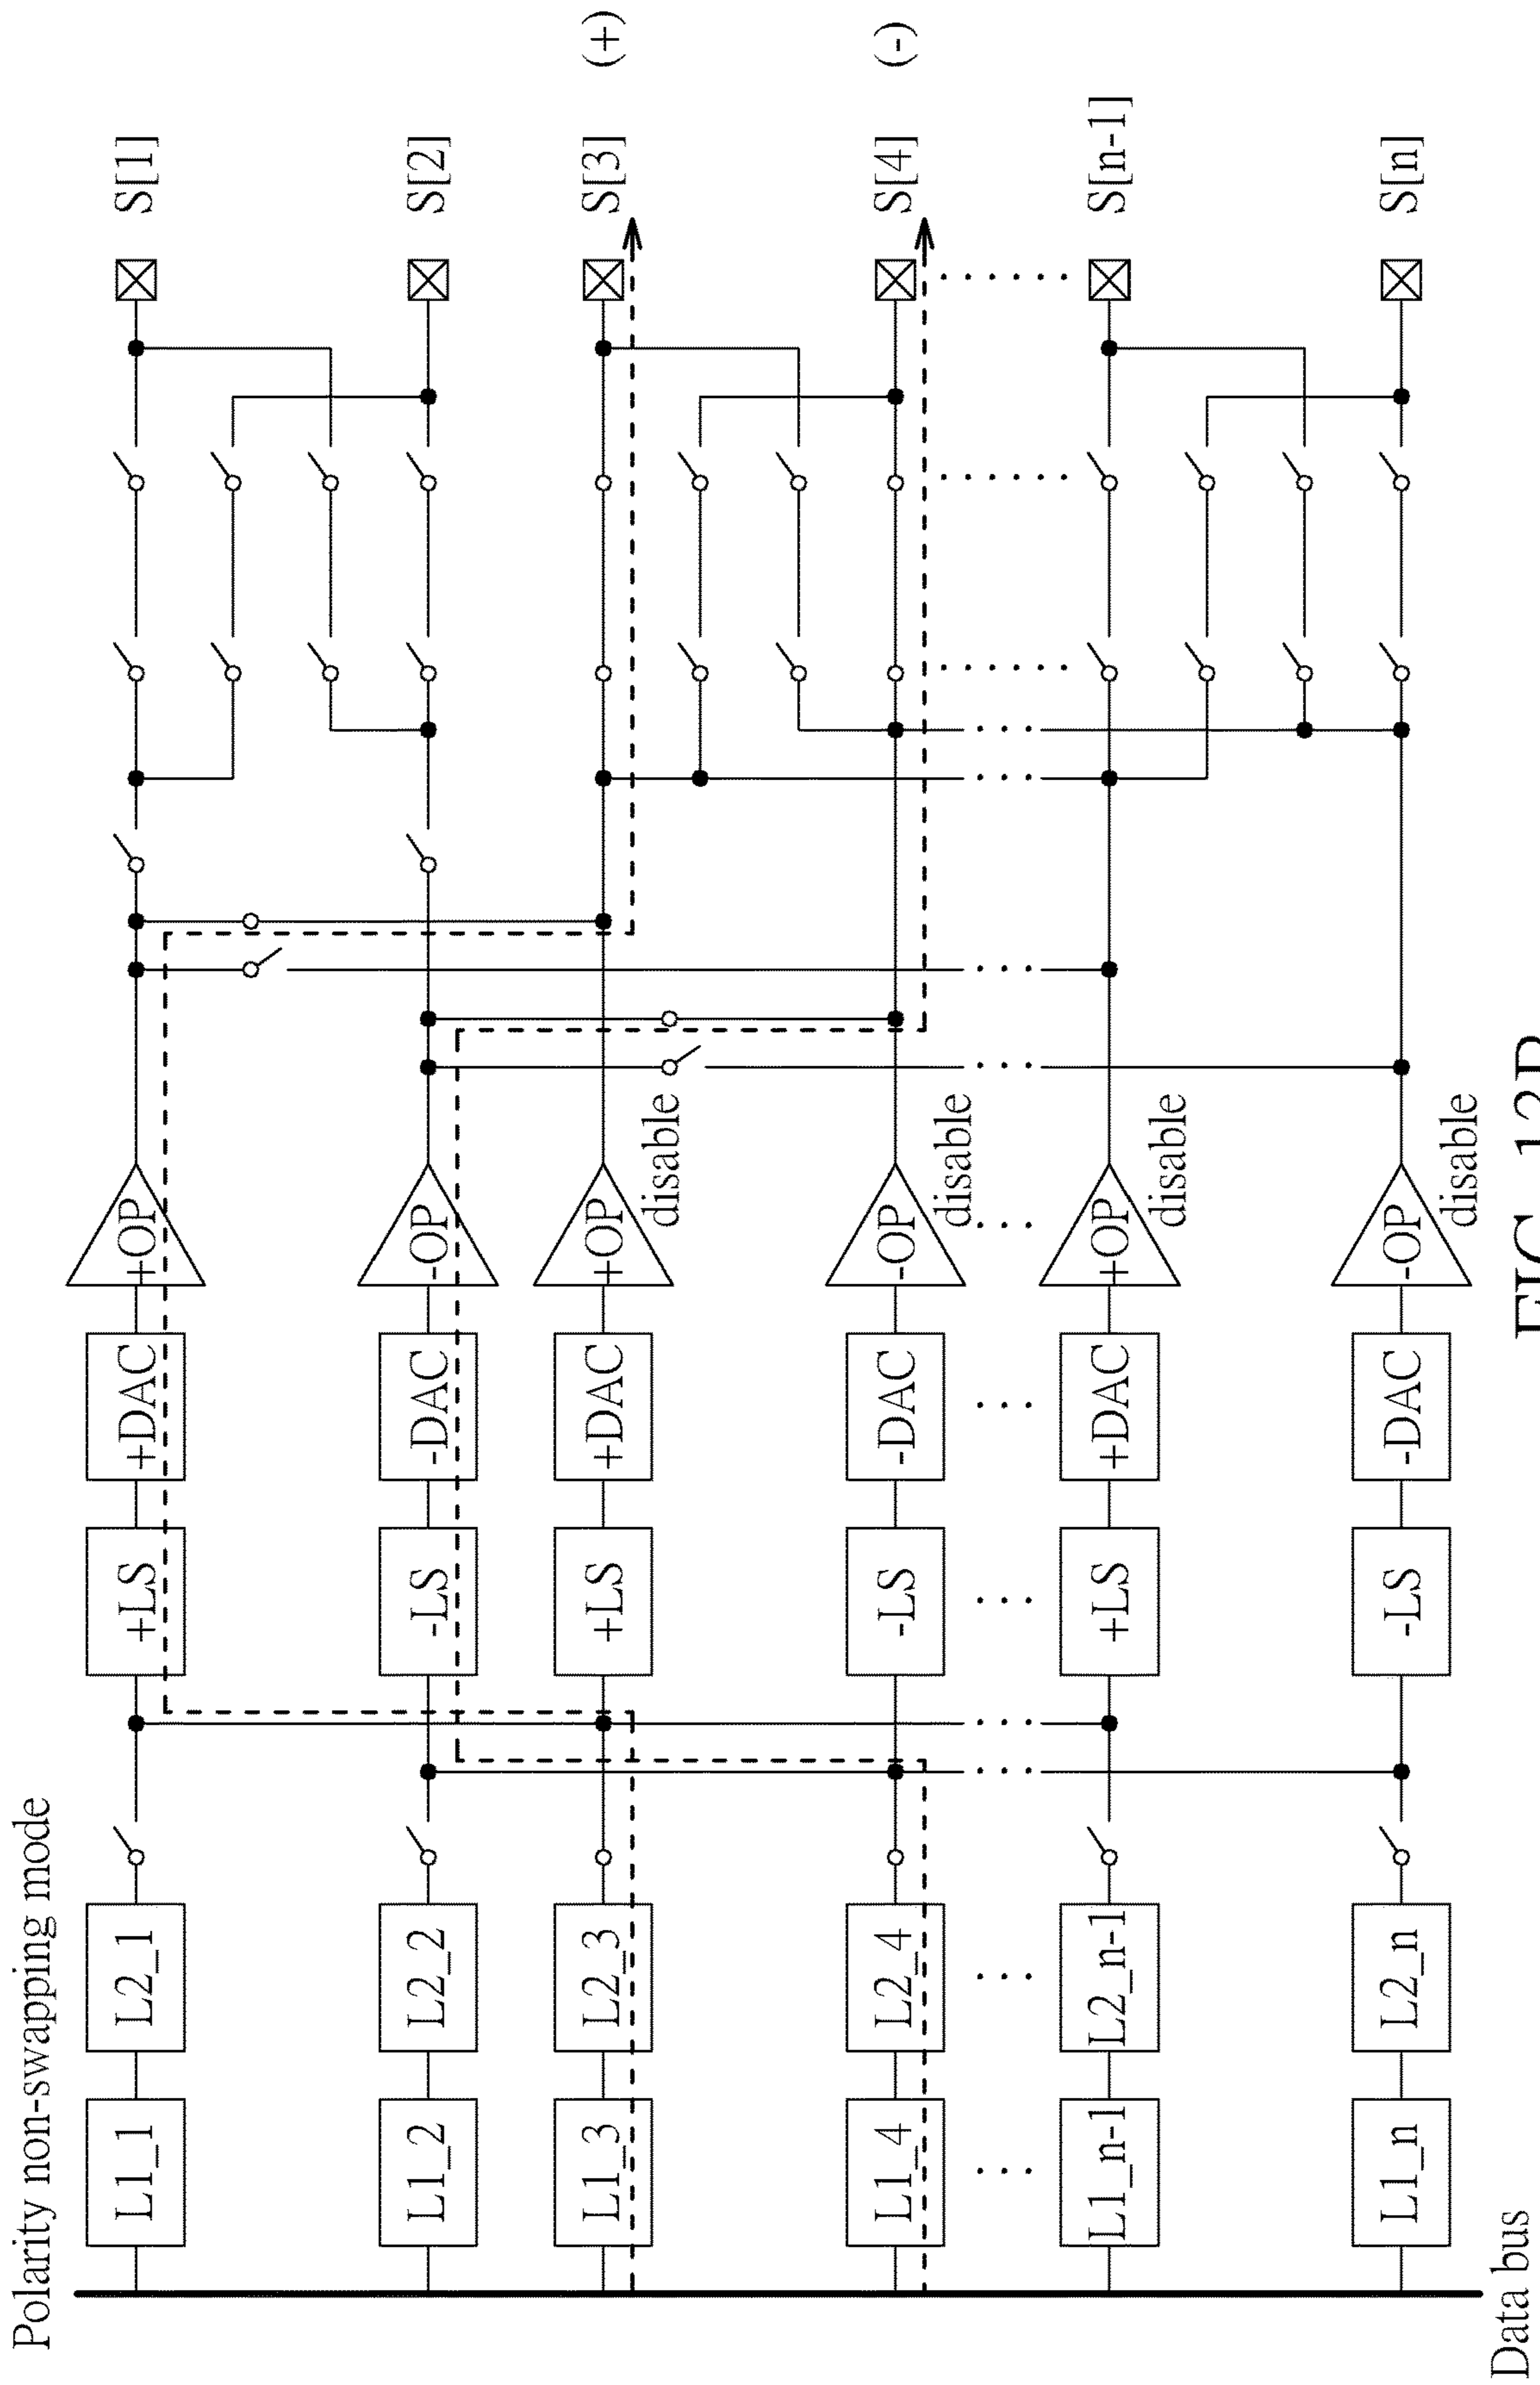 Polarity non-swapping mode
L1_1 L2_1 +LS +DAC +OP S[1]
L1_2 L2_2 -LS -DAC -OP S[2]
L1_3 L2_3 +LS +DAC +OP S[3] (+)
disable
L1_4 L2_4 -LS -DAC -OP S[4] (-)
disable
L1_n-1 L2_n-1 +LS +DAC +OP S[n-1]
disable
L1_n L2_n -LS -DAC -OP S[n]
disable
Data bus